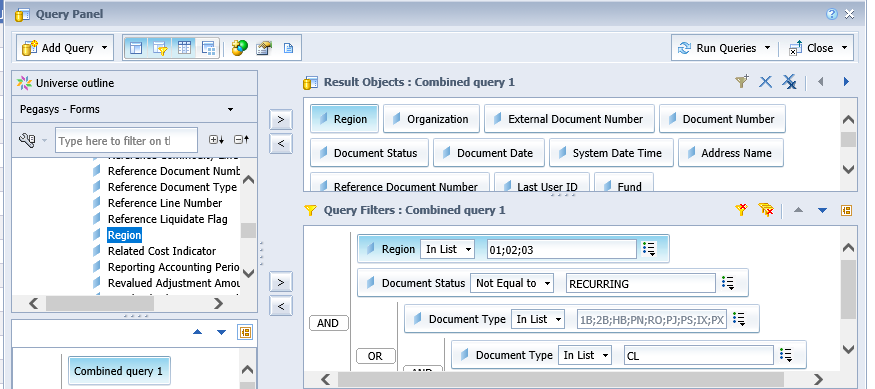 Query Panel
Add Query
Run Queries
Close
Universe outline
Pegasys - Forms
Type here to filter on tl
Reference Document Numb
Reference Document Type
Reference Line Number
Reference Liquidate Flag
Region
Related Cost Indicator
Reporting Accounting Perio
Revalued Adjustment Amou
Combined query 1
Result Objects : Combined query 1
Region
Organization
External Document Number
Document Number
Document Status
Document Date
System Date Time
Address Name
Reference Document Number
Last User ID
Fund
Query Filters : Combined query 1
Region In List 01;02;03
Document Status Not Equal to RECURRING
AND
Document Type In List 1B;2B;HB;PN;RO;PJ;PS;IX;PX
OR
Document Type In List CL
AND